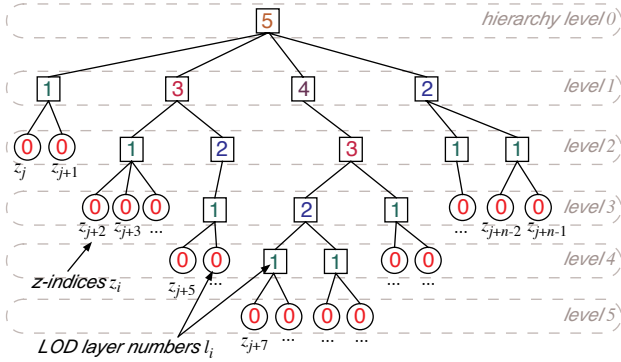 5 hierarchy level 0
1 3 4 2 level 1
0 0 1 2 3 1 1 level 2
z_j z_{j+1}
0 0 0 1 2 1 0 0 0 level 3
z_{j+2} z_{j+3} ... ... z_{j+n-2} z_{j+n-1}
0 0 1 1 0 0 level 4
z-indices z_i z_{j+5} ... ... ...
0 0 0 0 level 5
LOD layer numbers l_i z_{j+7} ... ... ...